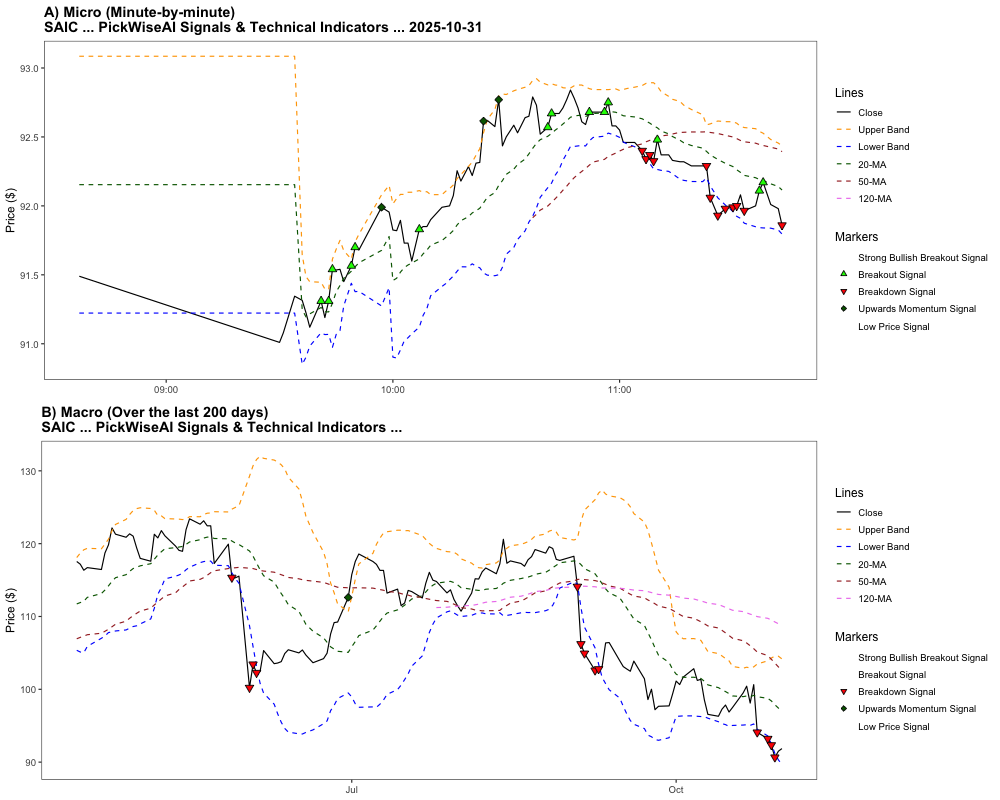 A) Micro (Minute-by-minute)
SAIC ... PickWiseAI Signals & Technical Indicators ... 2025-10-31
Price ($)
93.0
92.5
92.0
91.5
91.0
09:00
10:00
11:00
Lines
Close
Upper Band
Lower Band
20-MA
50-MA
120-MA
Markers
Strong Bullish Breakout Signal
Breakout Signal
Breakdown Signal
Upwards Momentum Signal
Low Price Signal
B) Macro (Over the last 200 days)
SAIC ... PickWiseAI Signals & Technical Indicators ...
Price ($)
130
120
110
100
90
Jul
Oct
Lines
Close
Upper Band
Lower Band
20-MA
50-MA
120-MA
Markers
Strong Bullish Breakout Signal
Breakout Signal
Breakdown Signal
Upwards Momentum Signal
Low Price Signal